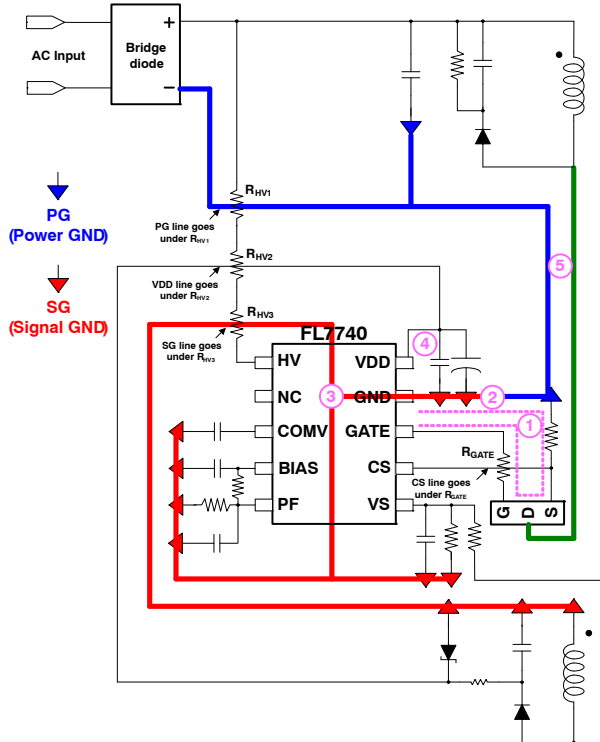 +
AC Input
Bridge
diode
−
PG
(Power GND)
SG
(Signal GND)
RHV1
PG line goes
under RHV1
RHV2
VDD line goes
under RHV2
RHV3
SG line goes
under RHV3
FL7740
HV
NC
COMV
BIAS
PF
VDD
GND
GATE
CS
VS
4
3
2
1
5
RGATE
CS line goes
under RGATE
G
D
S